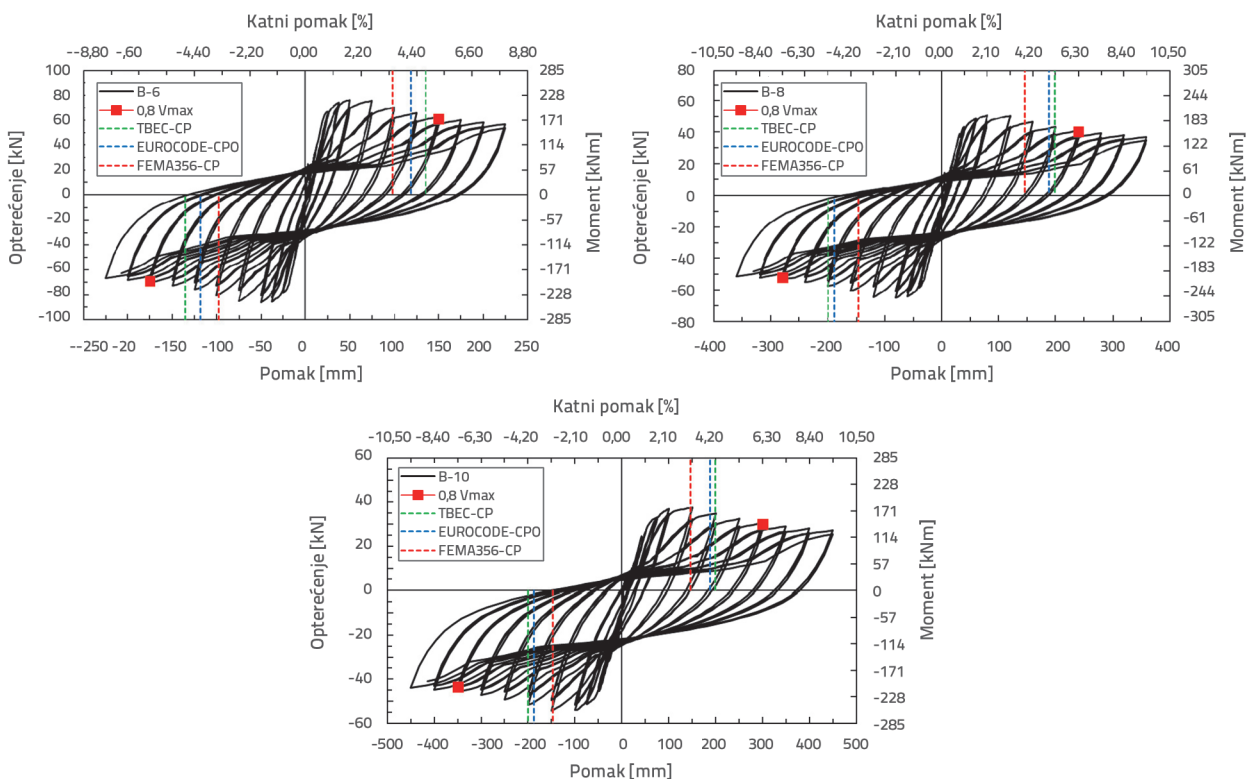 Katni pomak [%]
--8,80 -,60 -4,40 -2,20 0,00 2,20 4,40 6,60 8,80
Opterećenje [kN]
100 80 60 40 20 0 -20 -40 -60 -80 -100
B-6
0,8 Vmax
TBEC-CP
EUROCODE-CPO
FEMA356-CP
285 228 171 114 57 0 -57 -114 -171 -228 -285
Moment [kNm]
--250 -20 -150 -100 -50 0 50 100 150 200 250
Pomak [mm]
Katni pomak [%]
-10,50 -8,40 -7,30 -4,20 -2,10 0,00 2,10 4,20 6,30 8,40 10,50
Opterećenje [kN]
80 60 40 20 0 -20 -40 -60 -80
B-8
0,8 Vmax
TBEC-CP
EUROCODE-CPO
FEMA356-CP
305 244 183 122 61 0 -61 -122 -183 -244 -305
Moment [kNm]
-400 -300 -200 -100 0 100 200 300 400
Pomak [mm]
Katni pomak [%]
-10,50 -8,40 -6,30 -4,20 -2,10 0,00 2,10 4,20 6,30 8,40 10,50
Opterećenje [kN]
60 40 20 0 -20 -40 -60
B-10
0,8 Vmax
TBEC-CP
EUROCODE-CPO
FEMA356-CP
285 228 171 114 57 0 -57 -114 -171 -228 -285
Moment [kNm]
-500 -400 -300 -200 -100 0 100 200 300 400 500
Pomak [mm]